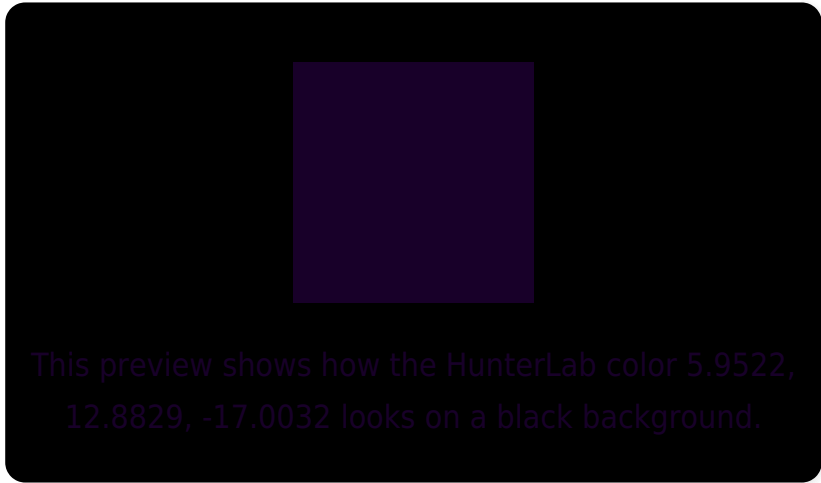 This preview shows how the HunterLab color 5.9522,
12.8829, -17.0032 looks on a black background.